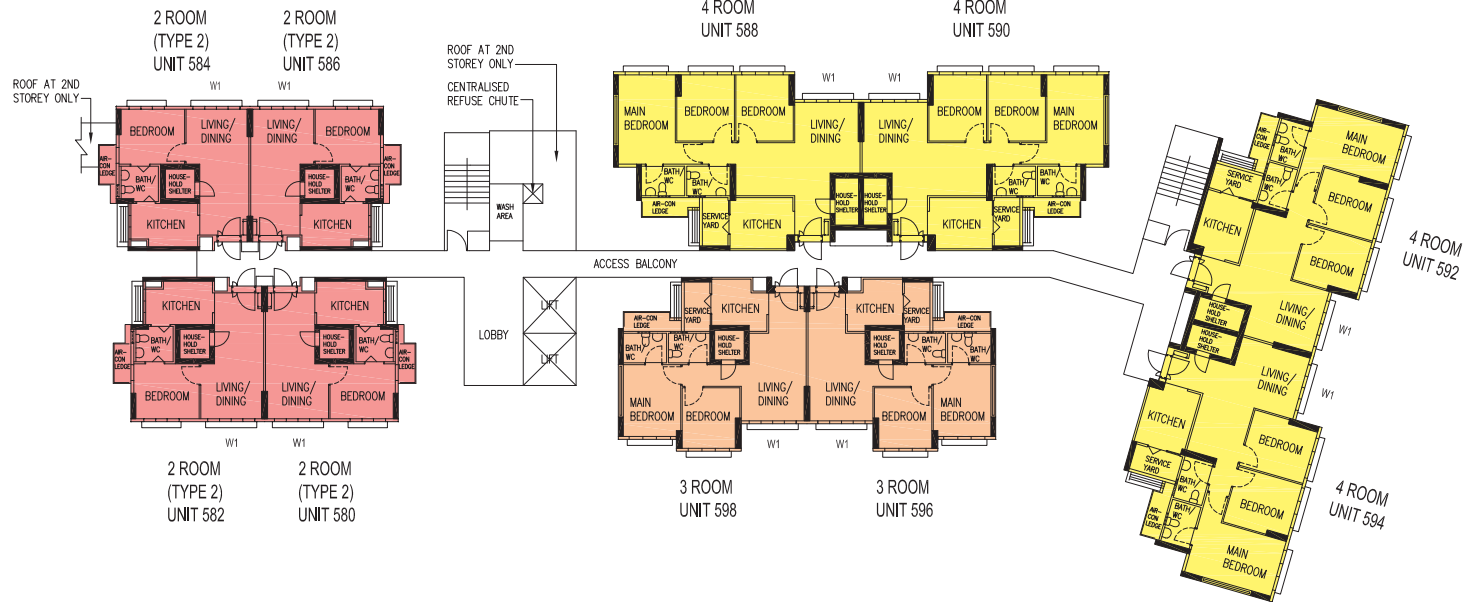 2 ROOM
(TYPE 2)
UNIT 584
2 ROOM
(TYPE 2)
UNIT 586
4 ROOM
UNIT 588
4 ROOM
UNIT 590
ROOF AT 2ND
STOREY ONLY
ROOF AT 2ND
STOREY ONLY
CENTRALISED
REFUSE CHUTE
W1
W1
W1
W1
BEDROOM
LIVING/
DINING
LIVING/
DINING
BEDROOM
AIR-
CON
LEDGE
BATH/
WC
HOUSE-
HOLD
SHELTER
HOUSE-
HOLD
SHELTER
BATH/
WC
AIR-
CON
LEDGE
KITCHEN
KITCHEN
WASH
AREA
MAIN
BEDROOM
BEDROOM
BEDROOM
LIVING/
DINING
LIVING/
DINING
BEDROOM
BEDROOM
MAIN
BEDROOM
BATH/
WC
BATH/
WC
AIR-CON
LEDGE
SERVICE
YARD
KITCHEN
HOUSE-
HOLD
SHELTER
HOUSE-
HOLD
SHELTER
KITCHEN
SERVICE
YARD
BATH/
WC
BATH/
WC
AIR-CON
LEDGE
ACCESS BALCONY
LOBBY
LIFT
LIFT
KITCHEN
KITCHEN
AIR-
CON
LEDGE
BATH/
WC
HOUSE-
HOLD
SHELTER
HOUSE-
HOLD
SHELTER
BATH/
WC
AIR-
CON
LEDGE
BEDROOM
LIVING/
DINING
LIVING/
DINING
BEDROOM
W1
W1
2 ROOM
(TYPE 2)
UNIT 582
2 ROOM
(TYPE 2)
UNIT 580
AIR-CON
LEDGE
SERVICE
YARD
KITCHEN
KITCHEN
SERVICE
YARD
AIR-CON
LEDGE
BATH/
WC
BATH/
WC
HOUSE-
HOLD
SHELTER
HOUSE-
HOLD
SHELTER
BATH/
WC
BATH/
WC
MAIN
BEDROOM
BEDROOM
LIVING/
DINING
LIVING/
DINING
BEDROOM
MAIN
BEDROOM
W1
W1
3 ROOM
UNIT 598
3 ROOM
UNIT 596
AIR-
CON
LEDGE
BATH/
WC
MAIN
BEDROOM
SERVICE
YARD
BATH/
WC
BEDROOM
KITCHEN
BEDROOM
4 ROOM
UNIT 592
HOUSE-
HOLD
SHELTER
LIVING/
DINING
W1
HOUSE-
HOLD
SHELTER
LIVING/
DINING
W1
KITCHEN
BEDROOM
SERVICE
YARD
BATH/
WC
BEDROOM
AIR-
CON
LEDGE
BATH/
WC
MAIN
BEDROOM
4 ROOM
UNIT 594